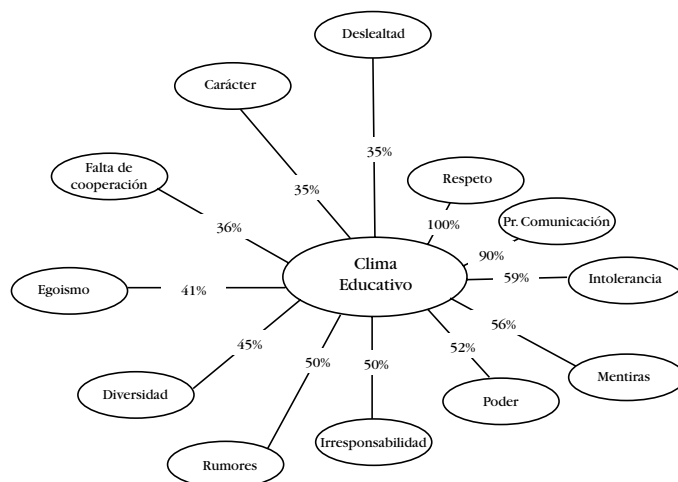 Deslealtad
Carácter
35%
Respeto
Falta de
cooperación
35%
100%
Pr. Comunicación
36%
90%
Clima
Educativo
59%
Intolerancia
Egoismo
41%
56%
45%
50%
50%
52%
Mentiras
Diversidad
Poder
Irresponsabilidad
Rumores